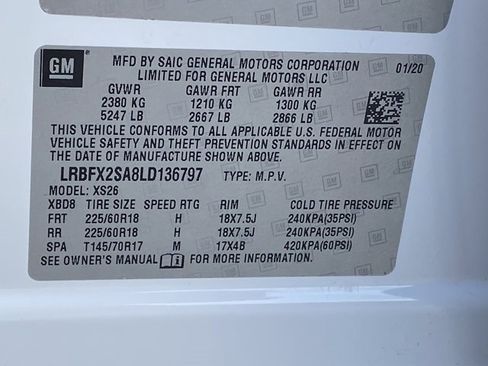 GM
MFD BY SAIC GENERAL MOTORS CORPORATION
LIMITED FOR GENERAL MOTORS LLC
01/20
GVWR GAWR FRT GAWR RR
2380 KG 1210 KG 1300 KG
5247 LB 2667 LB 2866 LB
THIS VEHICLE CONFORMS TO ALL APPLICABLE U.S. FEDERAL MOTOR
VEHICLE SAFETY AND THEFT PREVENTION STANDARDS IN EFFECT ON
THE DATE OF MANUFACTURE SHOWN ABOVE.
LRBFX2SA8LD136797 TYPE: M.P.V.
MODEL: XS26
XBD8 TIRE SIZE SPEED RTG RIM COLD TIRE PRESSURE
FRT 225/60R18 H 18X7.5J 240KPA(35PSI)
RR 225/60R18 H 18X7.5J 240KPA(35PSI)
SPA T145/70R17 M 17X4B 420KPA(60PSI)
SEE OWNER'S MANUAL FOR MORE INFORMATION.